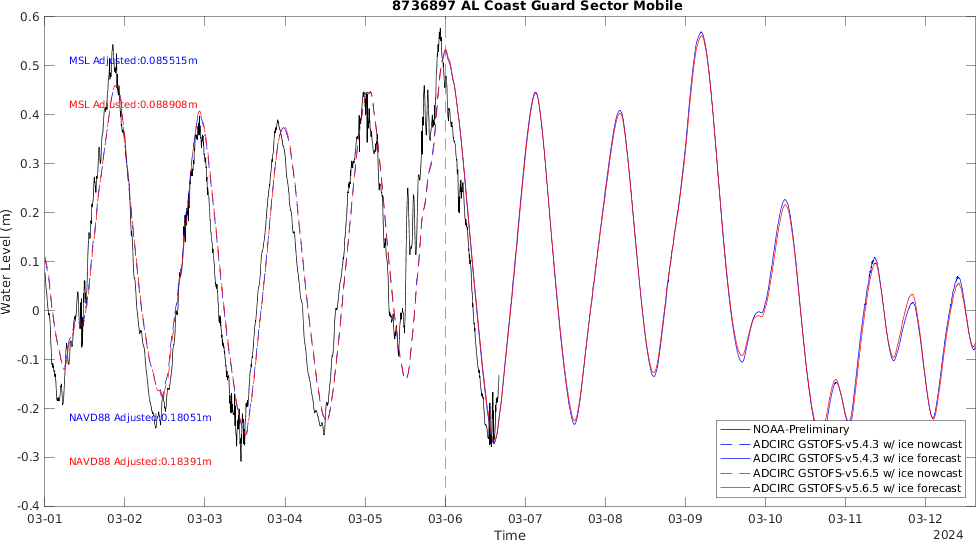 8736897 AL Coast Guard Sector Mobile
0.6
0.5
0.4
0.3
0.2
0.1
0
-0.1
-0.2
-0.3
-0.4
Water Level (m)
MSL Adjusted:0.085515m
MSL Adjusted:0.088908m
NAVD88 Adjusted:0.18051m
NAVD88 Adjusted:0.18391m
NOAA-Preliminary
ADCIRC GSTOFS-v5.4.3 w/ ice nowcast
ADCIRC GSTOFS-v5.4.3 w/ ice forecast
ADCIRC GSTOFS-v5.6.5 w/ ice nowcast
ADCIRC GSTOFS-v5.6.5 w/ ice forecast
03-01 03-02 03-03 03-04 03-05 03-06 03-07 03-08 03-09 03-10 03-11 03-12
Time
2024